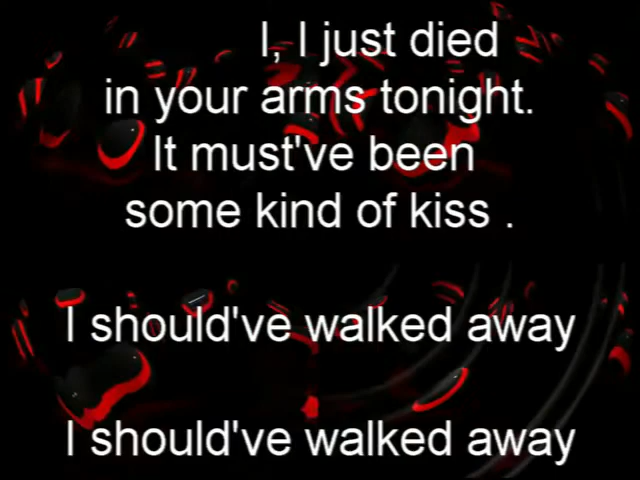 I, I just died
in your arms tonight.
It must've been
some kind of kiss .
I should've walked away
I should've walked away